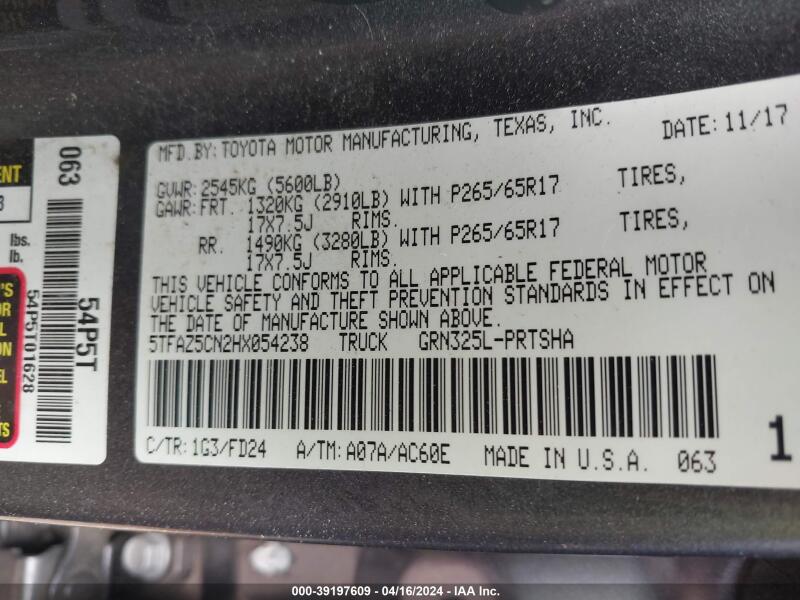 MFD.BY: TOYOTA MOTOR MANUFACTURING, TEXAS, INC. DATE: 11/17
GVWR: 2545KG (5600LB)
GAWR: FRT. 1320KG (2910LB) WITH P265/65R17 TIRES,
17X7.5J RIMS.
RR. 1490KG (3280LB) WITH P265/65R17 TIRES,
17X7.5J RIMS.
THIS VEHICLE CONFORMS TO ALL APPLICABLE FEDERAL MOTOR
VEHICLE SAFETY AND THEFT PREVENTION STANDARDS IN EFFECT ON
THE DATE OF MANUFACTURE SHOWN ABOVE.
5TFAZ5CN2HX054238 TRUCK GRN325L-PRTSHA
C/TR: 1G3/FD24 A/TM: A07A/AC60E MADE IN U.S.A. 063
1
063
54P5T
54P5T01628
lbs.
lb.
000-39197609 - 04/16/2024 - IAA Inc.